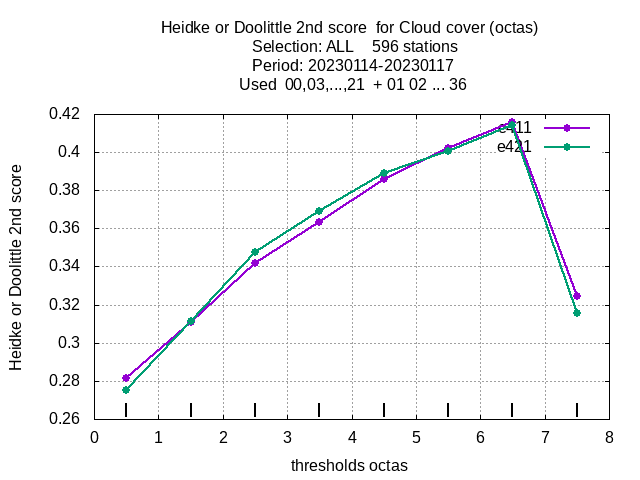 Heidke or Doolittle 2nd score  for Cloud cover (octas)
Selection: ALL    596 stations
Period: 20230114-20230117
Used  00,03,...,21  + 01 02 ... 36
e411
e421
Heidke or Doolittle 2nd score
0.42
0.4
0.38
0.36
0.34
0.32
0.3
0.28
0.26
0 1 2 3 4 5 6 7 8
thresholds octas